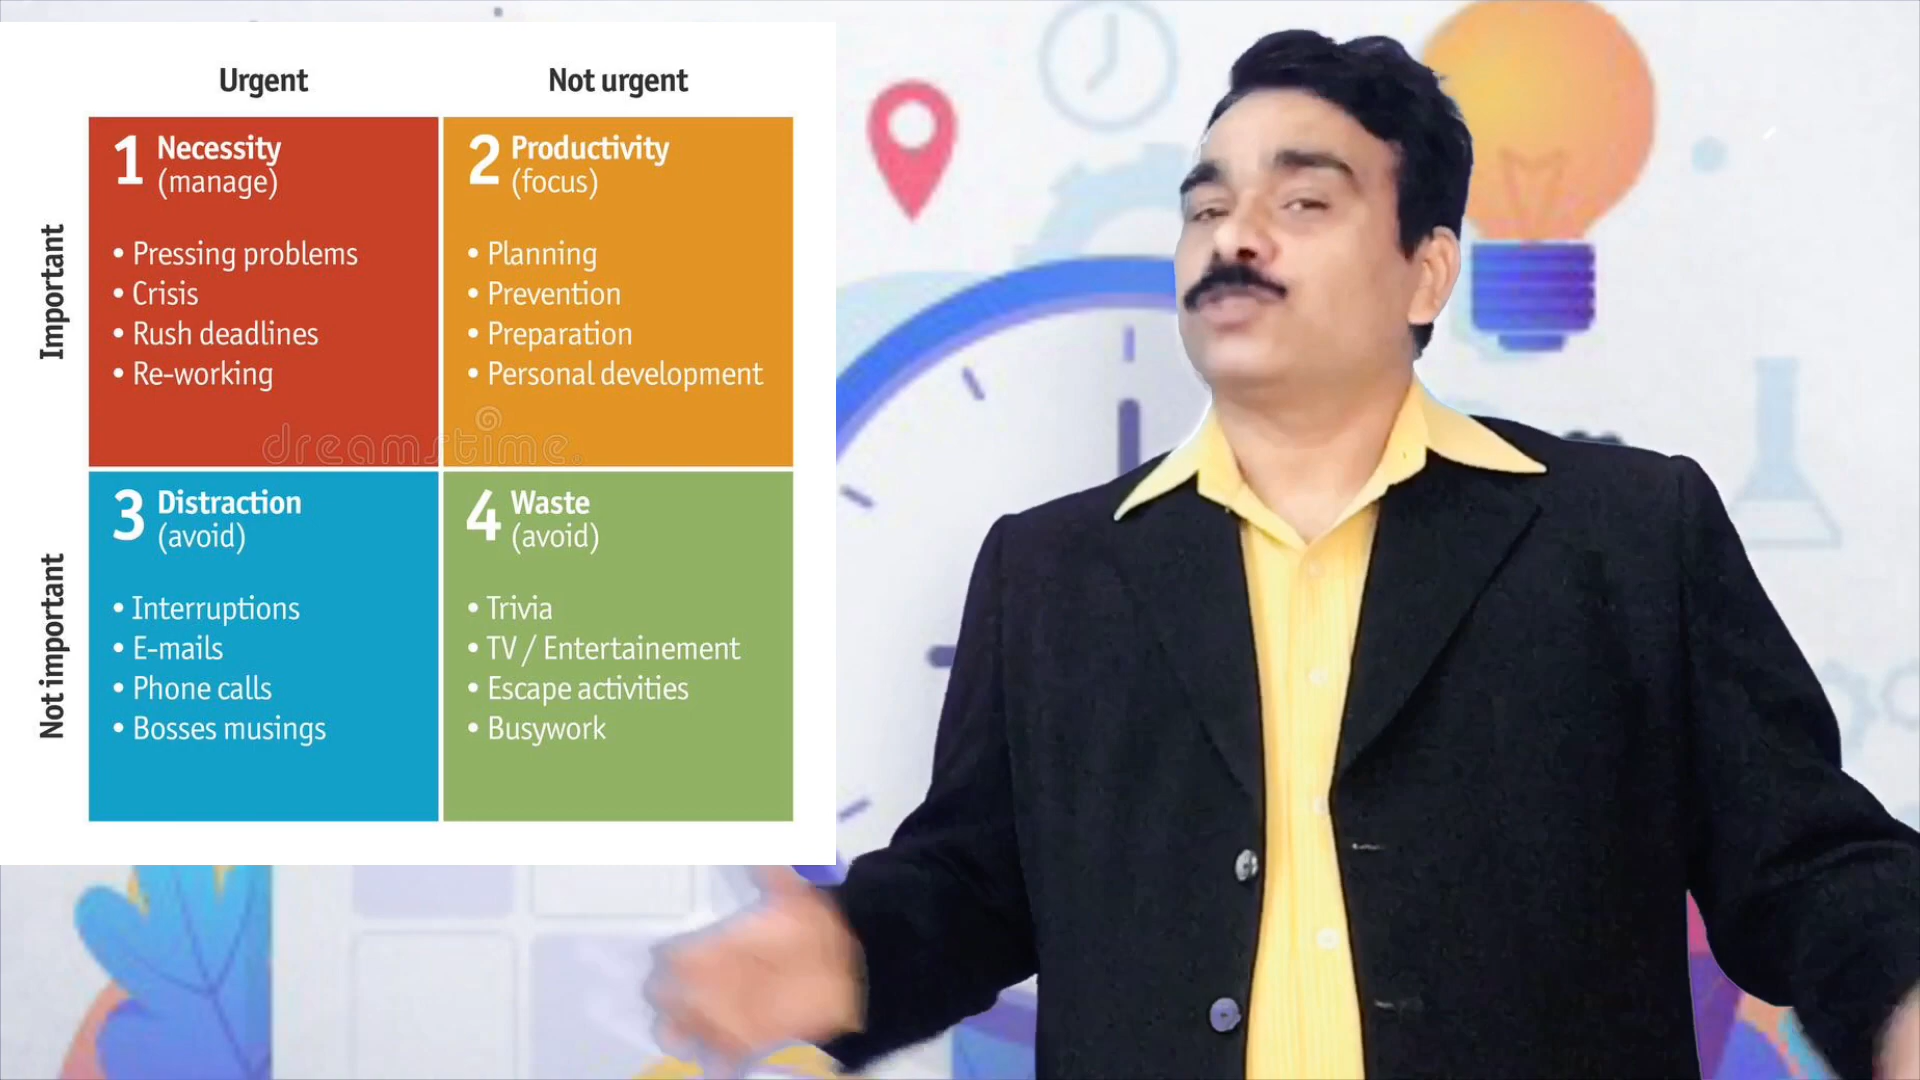 Urgent
Not urgent
Important
1 Necessity
(manage)
• Pressing problems
• Crisis
• Rush deadlines
• Re-working
2 Productivity
(focus)
• Planning
• Prevention
• Preparation
• Personal development
dreamstime.
Not important
3 Distraction
(avoid)
• Interruptions
• E-mails
• Phone calls
• Bosses musings
4 Waste
(avoid)
• Trivia
• TV / Entertainement
• Escape activities
• Busywork